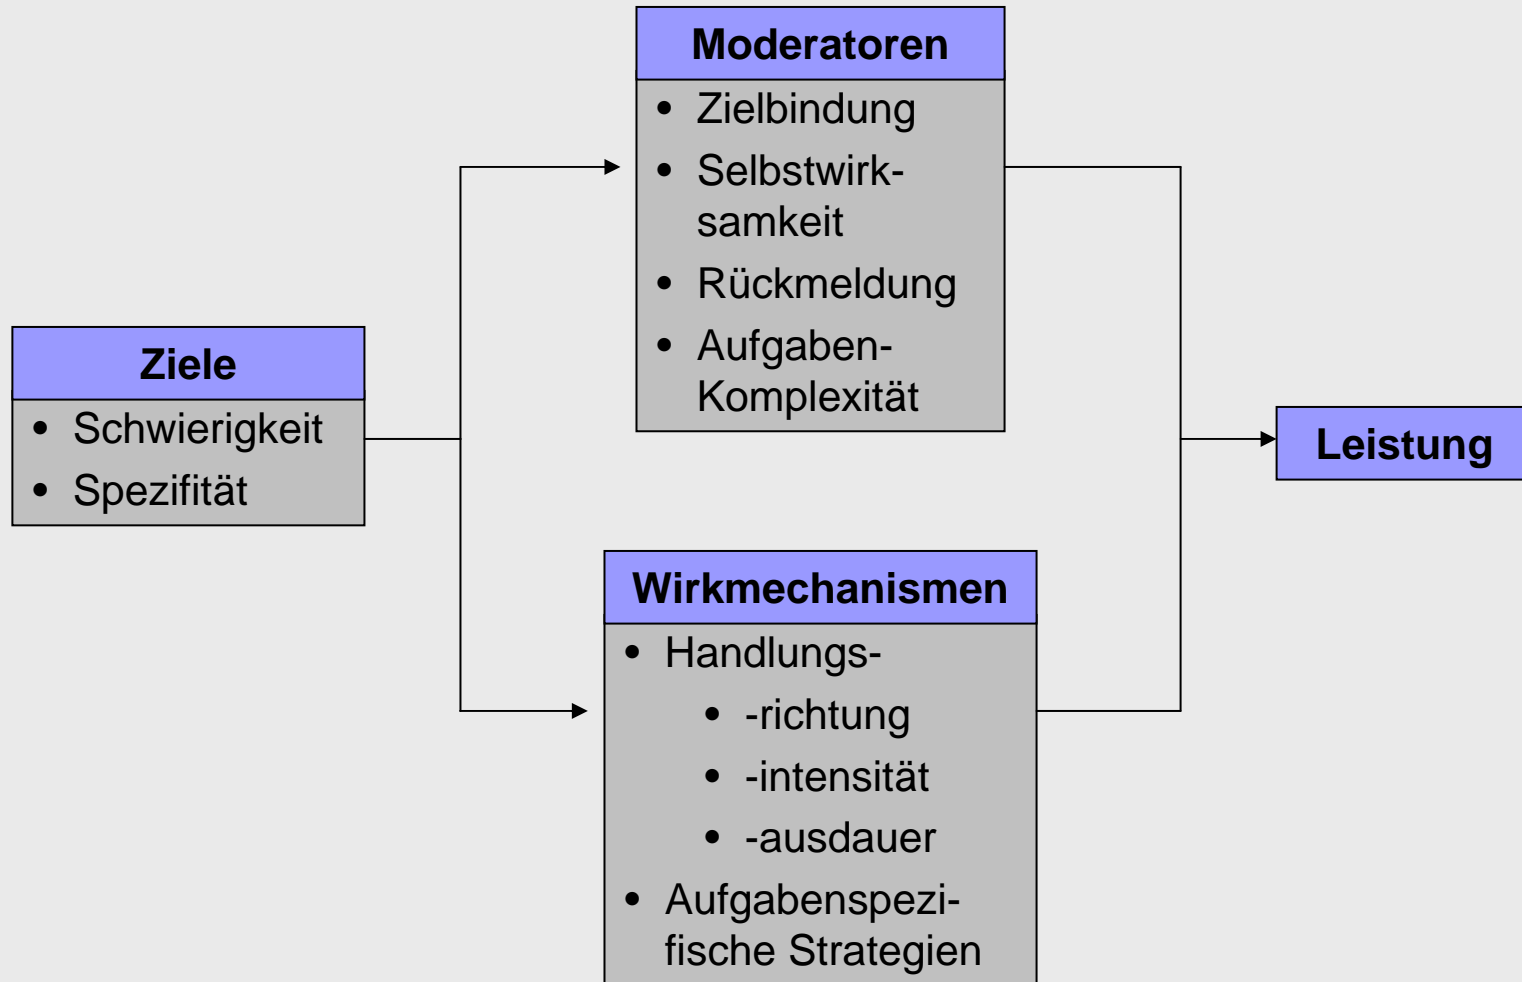 Moderatoren
• Zielbindung
• Selbstwirk-
samkeit
• Rückmeldung
• Aufgaben-
Komplexität
Ziele
• Schwierigkeit
• Spezifität
Leistung
Wirkmechanismen
• Handlungs-
• -richtung
• -intensität
• -ausdauer
• Aufgabenspezi-
fische Strategien